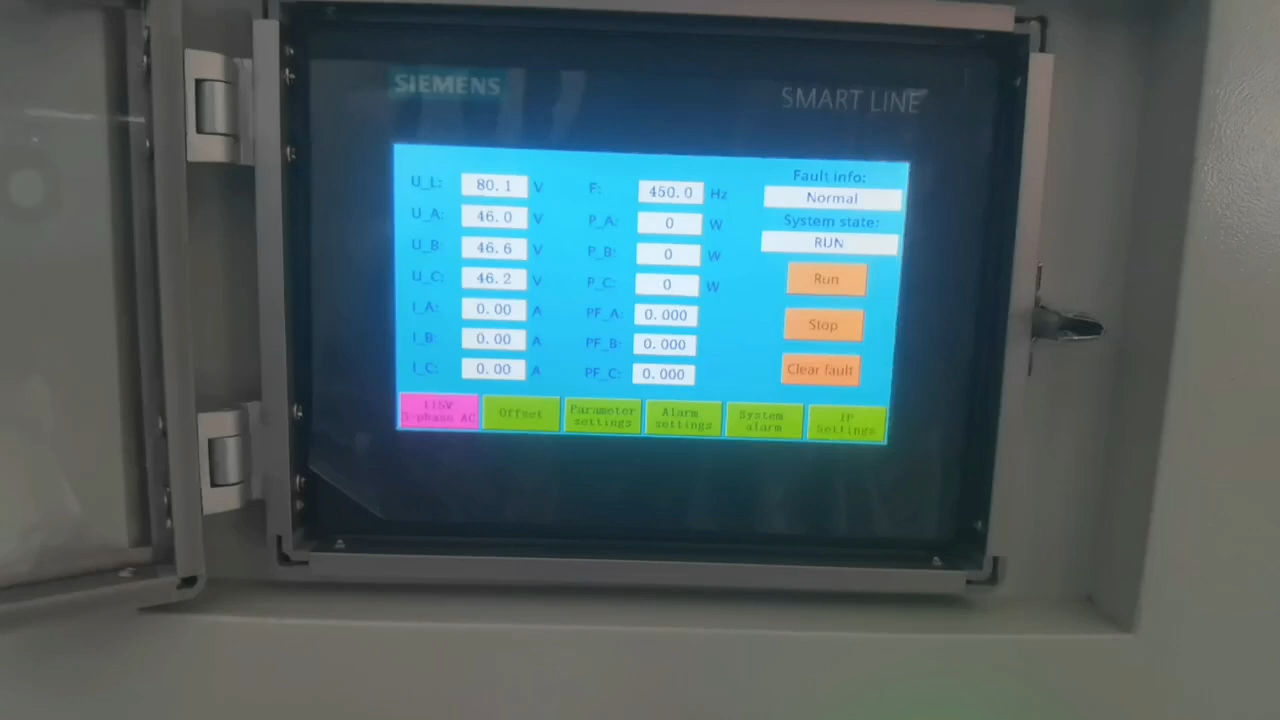 SIEMENS
SMART LINE
U_L: 80.1 V
F: 450.0 Hz
Fault info:
Normal
U_A: 46.0 V
P_A: 0 W
System state:
RUN
U_B: 46.6 V
P_B: 0 W
U_C: 46.2 V
P_C: 0 W
Run
I_A: 0.00 A
PF_A: 0.000
Stop
I_B: 0.00 A
PF_B: 0.000
I_C: 0.00 A
PF_C: 0.000
Clear fault
115V
3-phase AC
Offset
Parameter
settings
Alarm
settings
System
alarm
IP
Settings